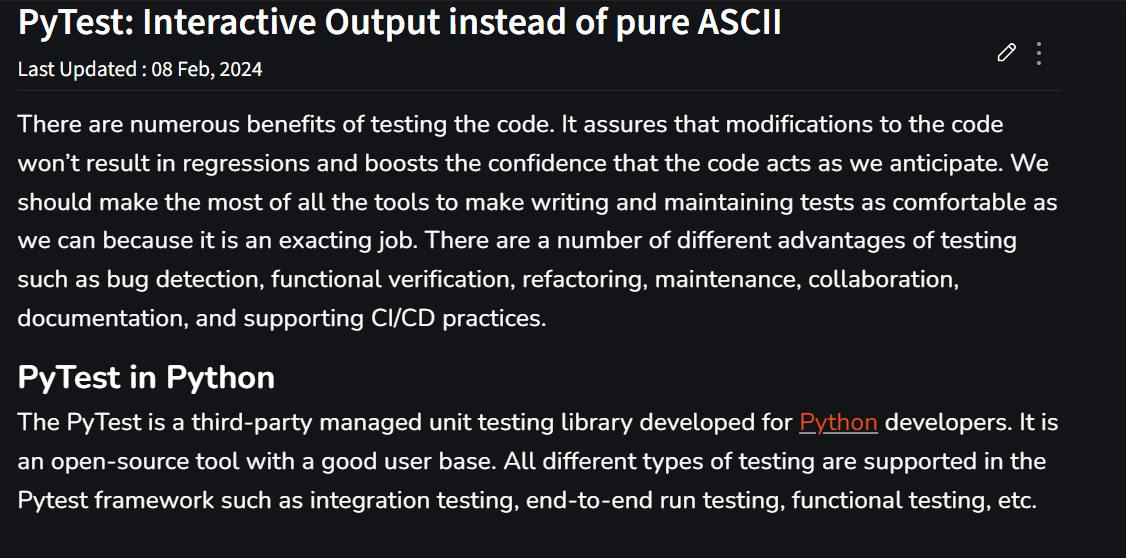 PyTest: Interactive Output instead of pure ASCII
Last Updated : 08 Feb, 2024
There are numerous benefits of testing the code. It assures that modifications to the code
won’t result in regressions and boosts the confidence that the code acts as we anticipate. We
should make the most of all the tools to make writing and maintaining tests as comfortable as
we can because it is an exacting job. There are a number of different advantages of testing
such as bug detection, functional verification, refactoring, maintenance, collaboration,
documentation, and supporting CI/CD practices.
PyTest in Python
The PyTest is a third-party managed unit testing library developed for Python developers. It is
an open-source tool with a good user base. All different types of testing are supported in the
Pytest framework such as integration testing, end-to-end run testing, functional testing, etc.